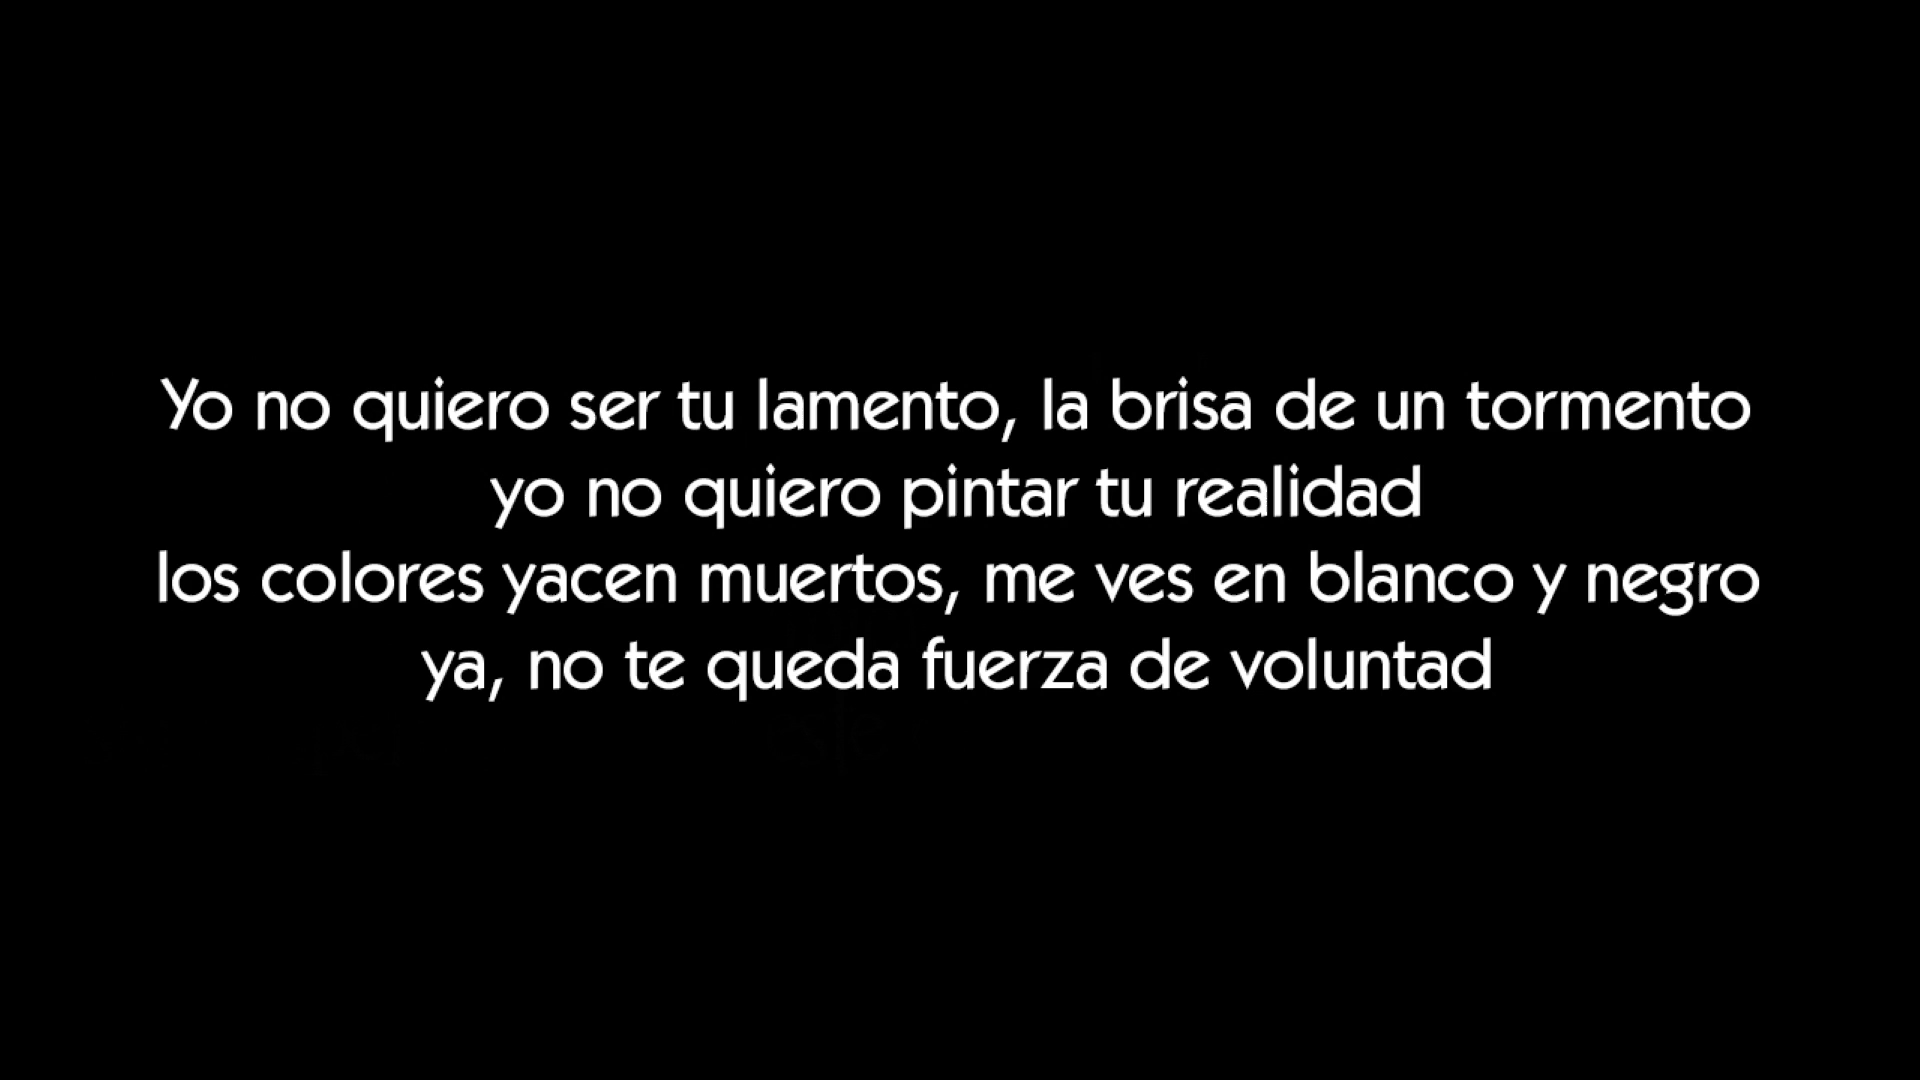 Yo no quiero ser tu lamento, la brisa de un tormento
yo no quiero pintar tu realidad
los colores yacen muertos, me ves en blanco y negro
ya, no te queda fuerza de voluntad